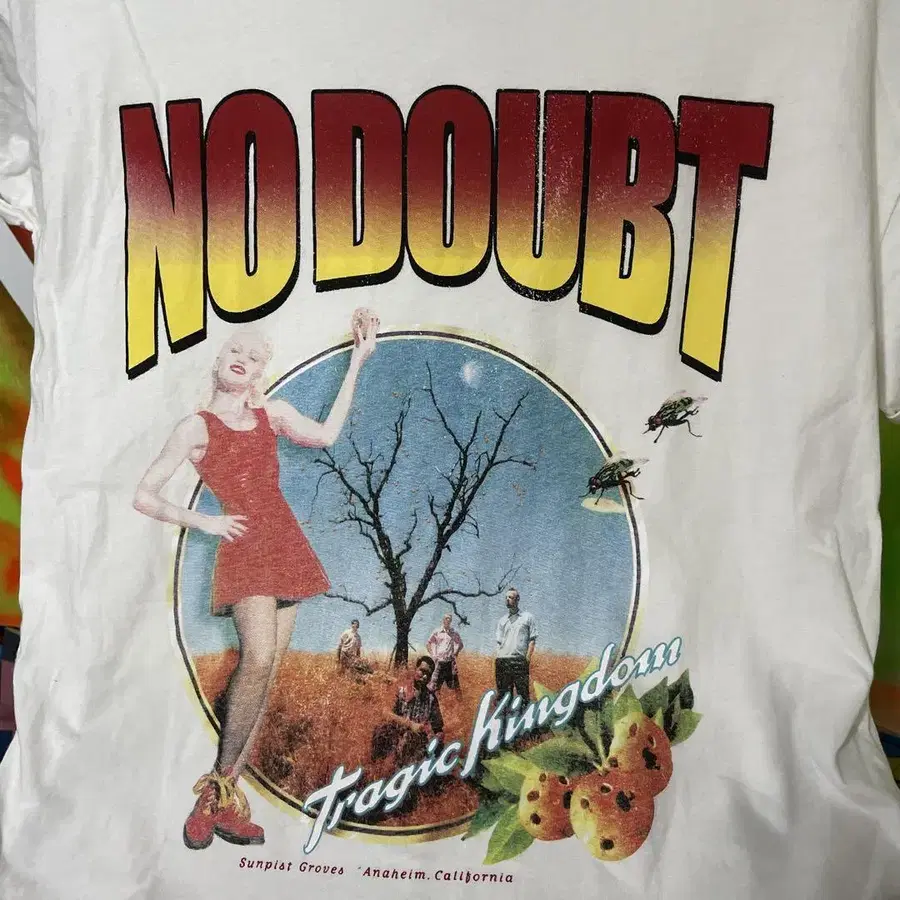 NO DOUBT
Tragic Kingdom
Sunpist Groves Anaheim, California